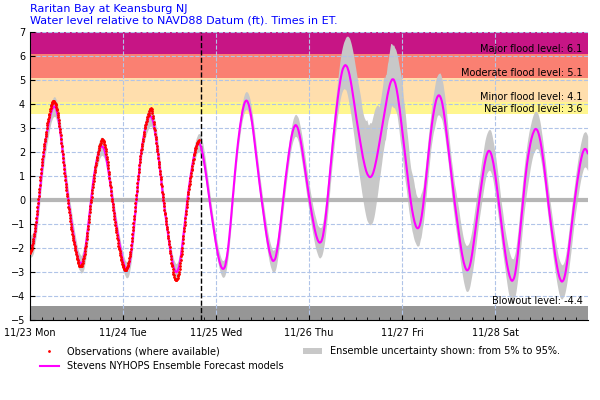 Raritan Bay at Keansburg NJ
Water level relative to NAVD88 Datum (ft). Times in ET.
7
6
5
4
3
2
1
0
−1
−2
−3
−4
−5
Major flood level: 6.1
Moderate flood level: 5.1
Minor flood level: 4.1
Near flood level: 3.6
Blowout level: -4.4
11/23 Mon
11/24 Tue
11/25 Wed
11/26 Thu
11/27 Fri
11/28 Sat
Observations (where available)
Stevens NYHOPS Ensemble Forecast models
Ensemble uncertainty shown: from 5% to 95%.